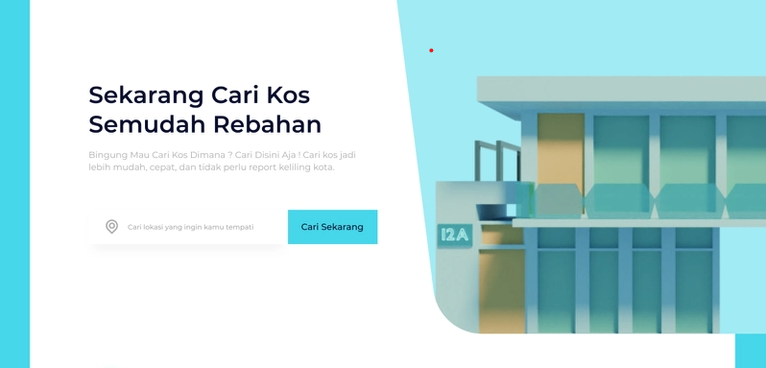 Sekarang Cari Kos
Semudah Rebahan
Bingung Mau Cari Kos Dimana ? Cari Disini Aja ! Cari kos jadi
lebih mudah, cepat, dan tidak perlu report keliling kota.
Cari lokasi yang ingin kamu tempati
Cari Sekarang
12A